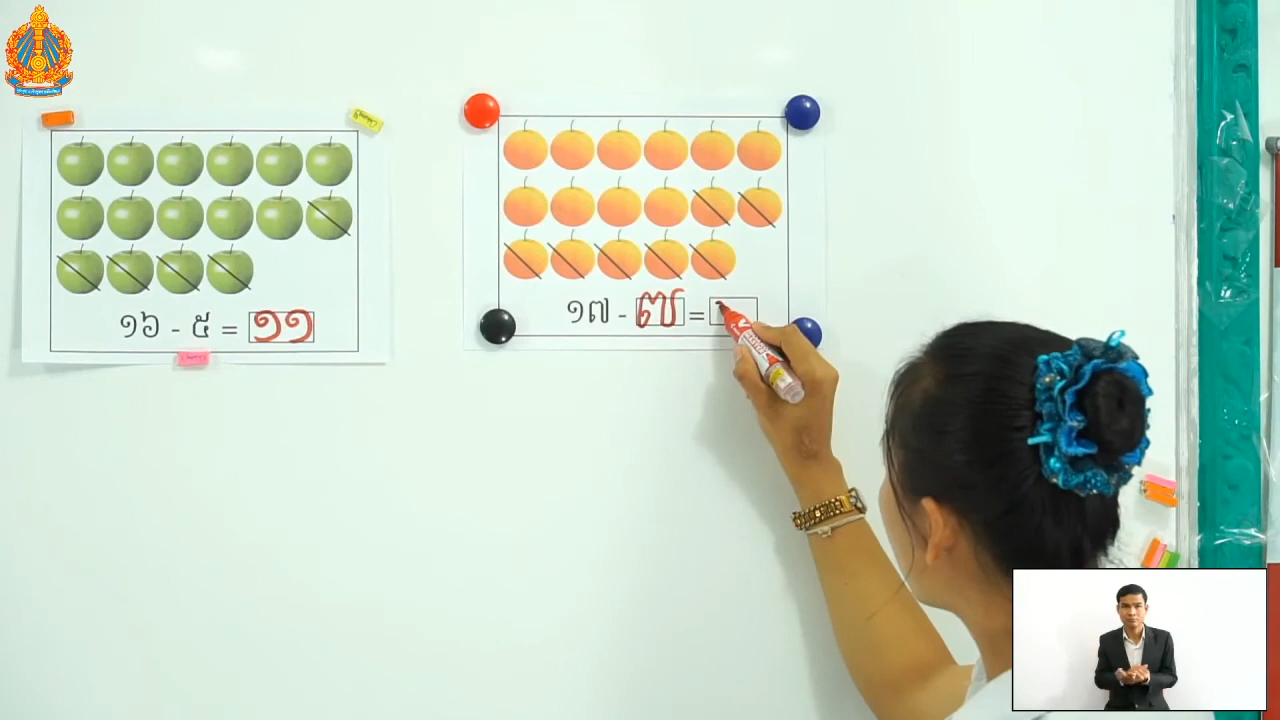 ១៦ - ៥ = ១១
១៧ - ៧ =